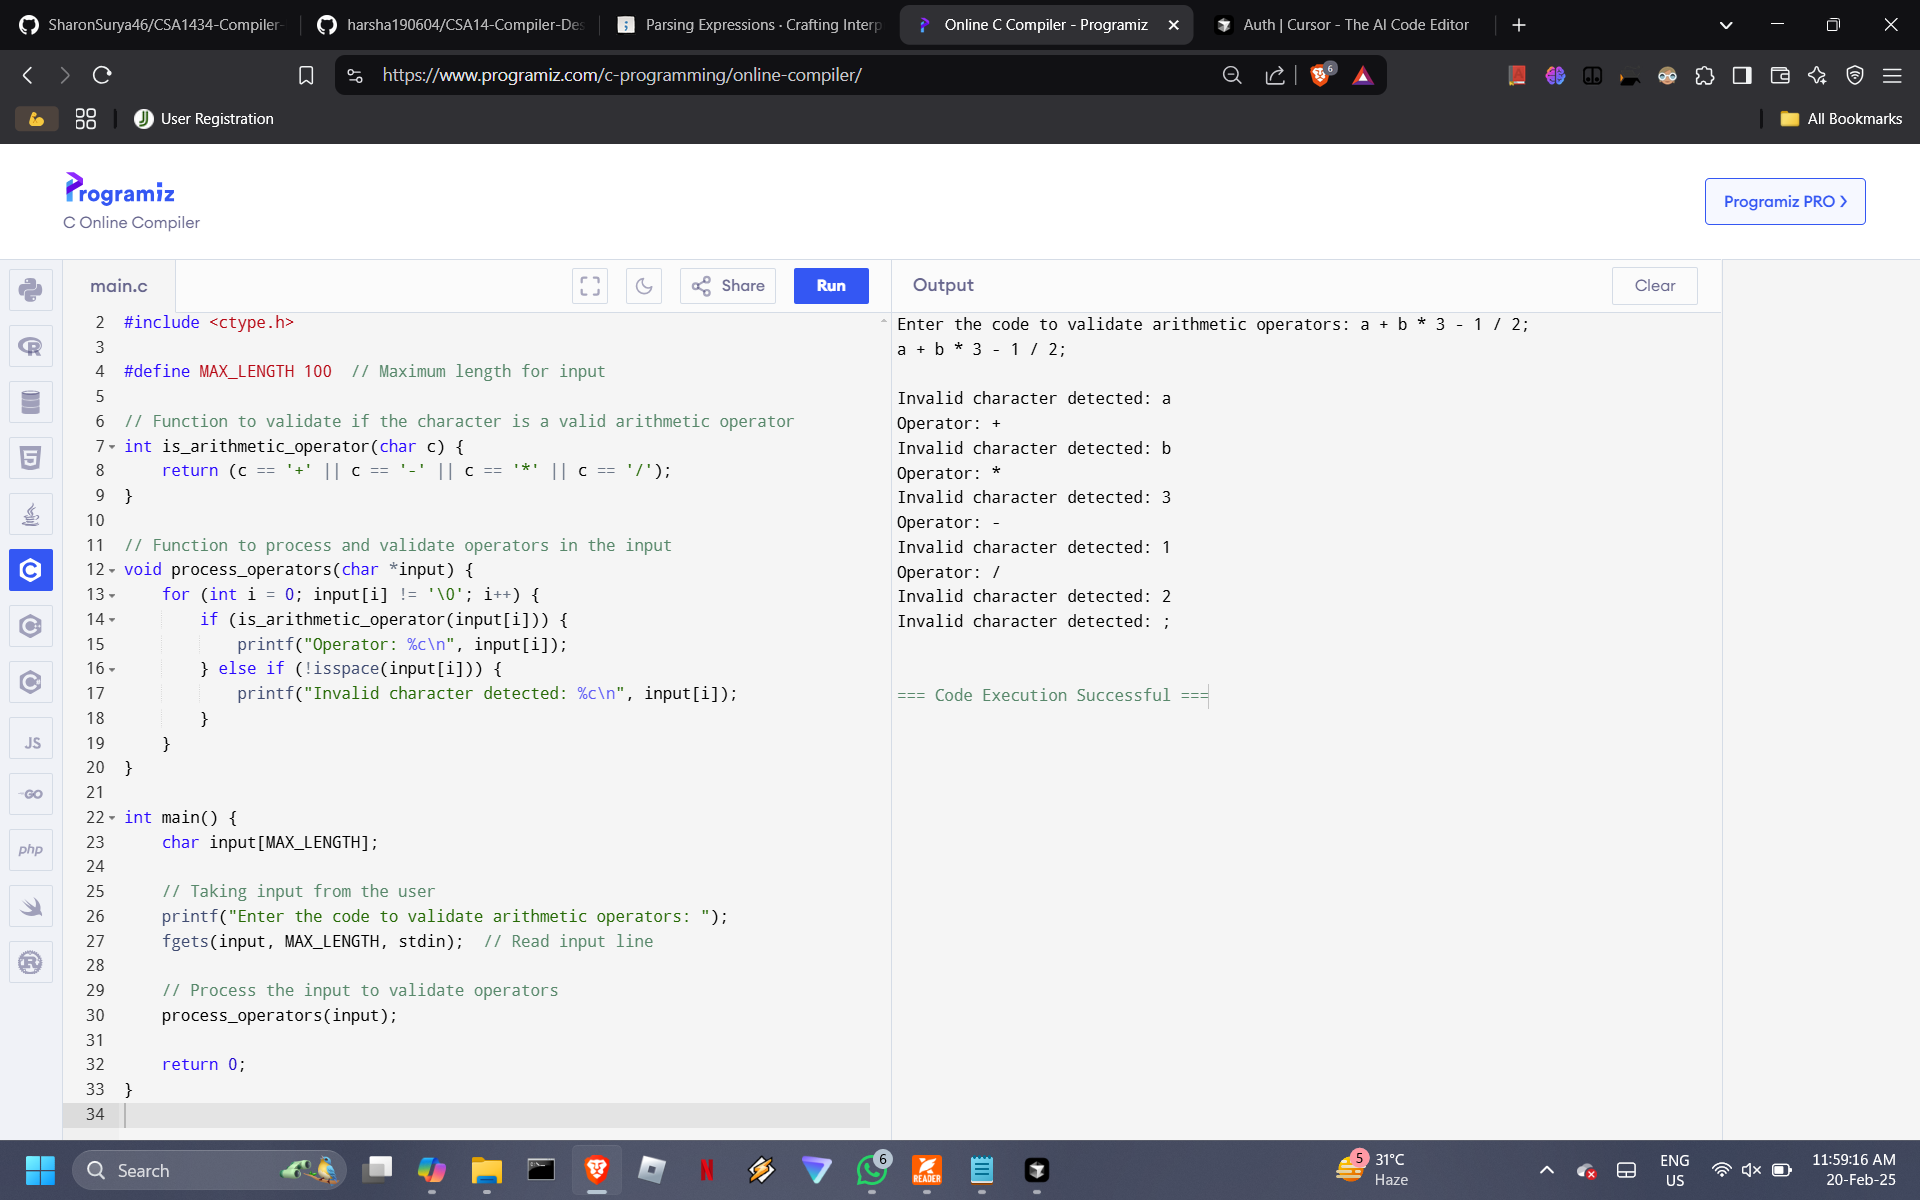 SharonSurya46/CSA1434-Compiler-
harsha190604/CSA14-Compiler-Des
Parsing Expressions · Crafting Interp
Online C Compiler - Programiz
Auth | Cursor - The AI Code Editor
https://www.programiz.com/c-programming/online-compiler/
6
User Registration
All Bookmarks
Programiz
C Online Compiler
Programiz PRO
main.c
Share
Run
Output
Clear
2 #include <ctype.h>
3
4 #define MAX_LENGTH 100  // Maximum length for input
5
6 // Function to validate if the character is a valid arithmetic operator
7 int is_arithmetic_operator(char c) {
8     return (c == '+' || c == '-' || c == '*' || c == '/');
9 }
10
11 // Function to process and validate operators in the input
12 void process_operators(char *input) {
13     for (int i = 0; input[i] != '\0'; i++) {
14         if (is_arithmetic_operator(input[i])) {
15             printf("Operator: %c\n", input[i]);
16         } else if (!isspace(input[i])) {
17             printf("Invalid character detected: %c\n", input[i]);
18         }
19     }
20 }
21
22 int main() {
23     char input[MAX_LENGTH];
24
25     // Taking input from the user
26     printf("Enter the code to validate arithmetic operators: ");
27     fgets(input, MAX_LENGTH, stdin);  // Read input line
28
29     // Process the input to validate operators
30     process_operators(input);
31
32     return 0;
33 }
34
Enter the code to validate arithmetic operators: a + b * 3 - 1 / 2;
a + b * 3 - 1 / 2;
Invalid character detected: a
Operator: +
Invalid character detected: b
Operator: *
Invalid character detected: 3
Operator: -
Invalid character detected: 1
Operator: /
Invalid character detected: 2
Invalid character detected: ;
=== Code Execution Successful ===
JS
GO
php
Search
6
READER
5
31°C
Haze
ENG
US
11:59:16 AM
20-Feb-25